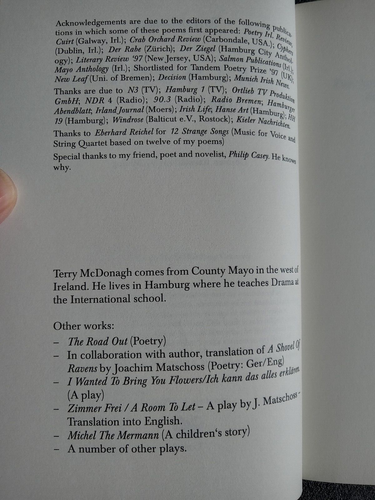 Acknowledgements are due to the editors of the following
tions in which some of these poems first appeared: Poetry Irl. Review,
Cuirt (Galway, Irl.); Crab Orchard Review (Carbondale, USA.);
(Dublin, Irl.); Der Rabe (Zürich); Der Ziegel (Hamburg City
ogy); Literary Review '97 (New Jersey, USA); Salmon Publications (Irl.)
Mayo Anthology (Irl.); Shortlisted for Tandem Poetry Prize '97 (UK),
New Leaf (Uni. of Bremen); Decision (Hamburg); Munich Irish News.
Thanks are due to N3 (TV); Hamburg 1 (TV); Ortlieb TV Produktion
GmbH; NDR 4 (Radio); 90.3 (Radio); Radio Bremen; Hamburger
Abendblatt; Irland Journal (Moers); Irish Life; Hanse Art (Hamburg);
19 (Hamburg); Windrose (Balticut e.V., Rostock); Kieler Nachrichten.
Thanks to Eberhard Reichel for 12 Strange Songs (Music for Voice and
String Quartet based on twelve of my poems)
Special thanks to my friend, poet and novelist, Philip Casey. He knows
why.
Terry McDonagh comes from County Mayo in the west of
Ireland. He lives in Hamburg where he teaches Drama at
the International school.
Other works:
– The Road Out (Poetry)
– In collaboration with author, translation of A Shovel Of
Ravens by Joachim Matschoss (Poetry: Ger/Eng)
– I Wanted To Bring You Flowers/Ich kann das alles erklären
(A play)
– Zimmer Frei / A Room To Let – A play by J. Matschoss –
Translation into English.
– Michel The Mermann (A children's story)
– A number of other plays.